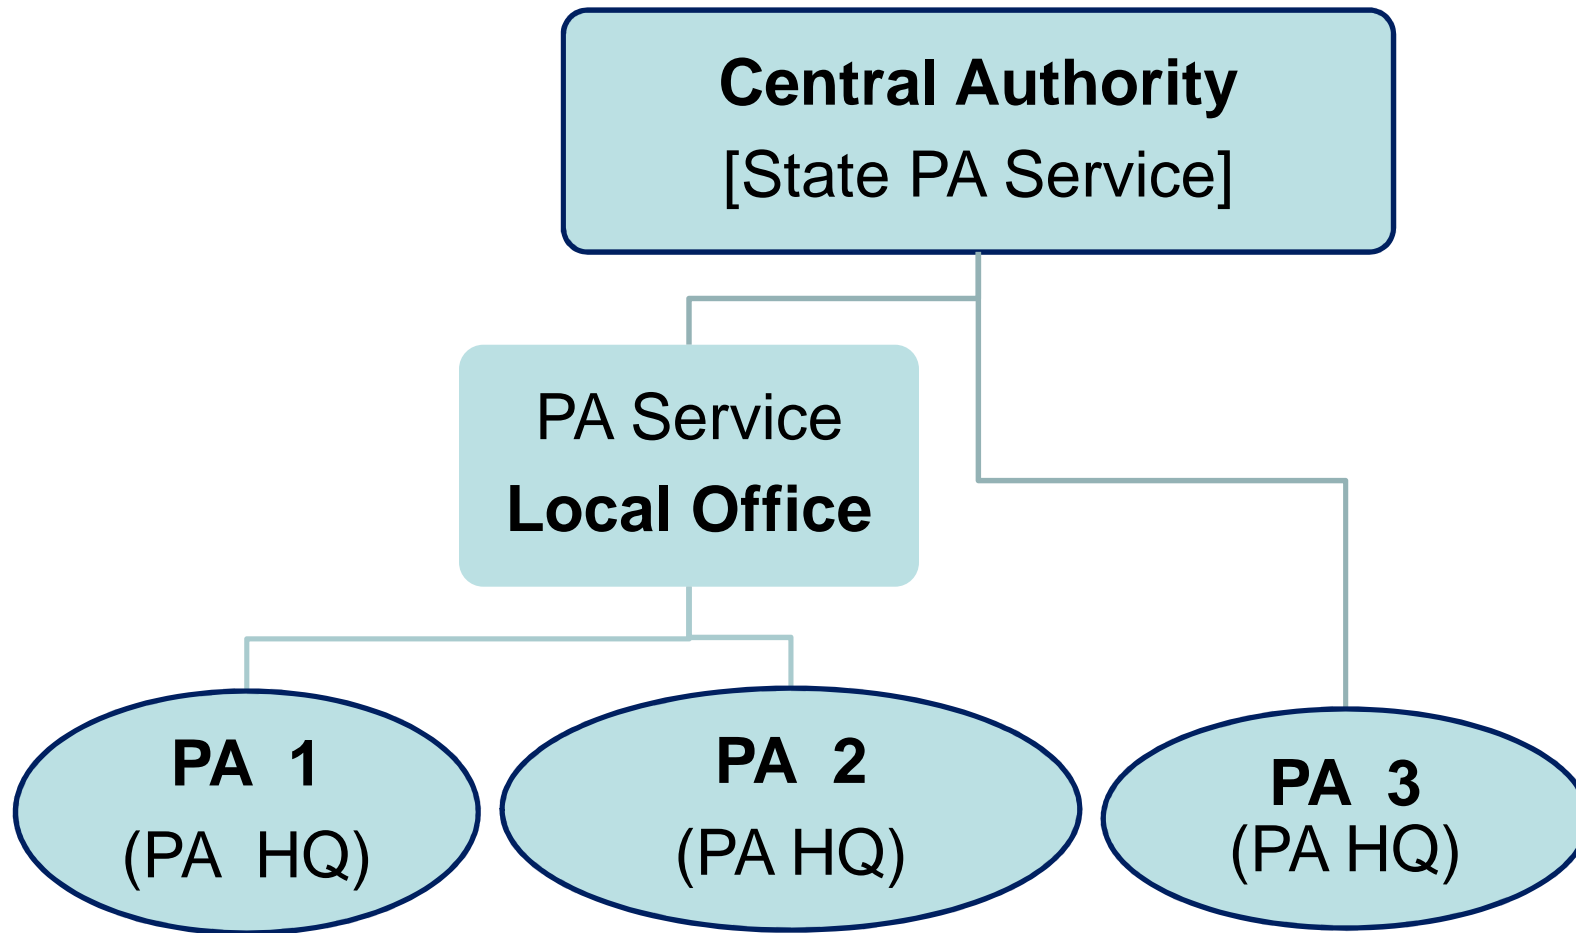 Central Authority
[State PA Service]
PA Service
Local Office
PA 1
(PA HQ)
PA 2
(PA HQ)
PA 3
(PA HQ)